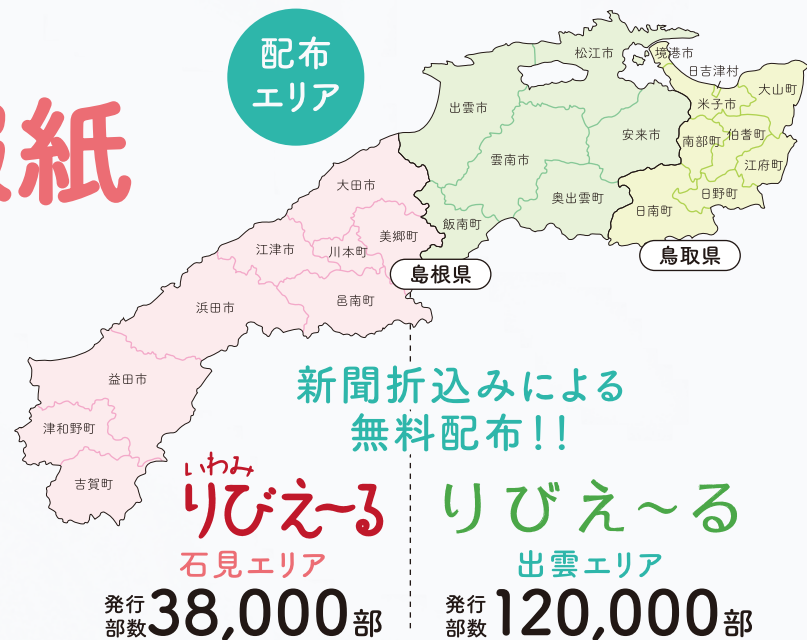 配布
エリア
報紙
松江市
境港市
日吉津村
大山町
米子市
出雲市
安来市
南部町
伯耆町
雲南市
江府町
大田市
奥出雲町
日野町
日南町
飯南町
美郷町
江津市
川本町
鳥取県
島根県
邑南町
浜田市
益田市
新聞折込みによる
無料配布!!
津和野町
吉賀町
いわみ
りびえ~る
りびえ~る
石見エリア
出雲エリア
発行
部数38,000部
発行
部数120,000部